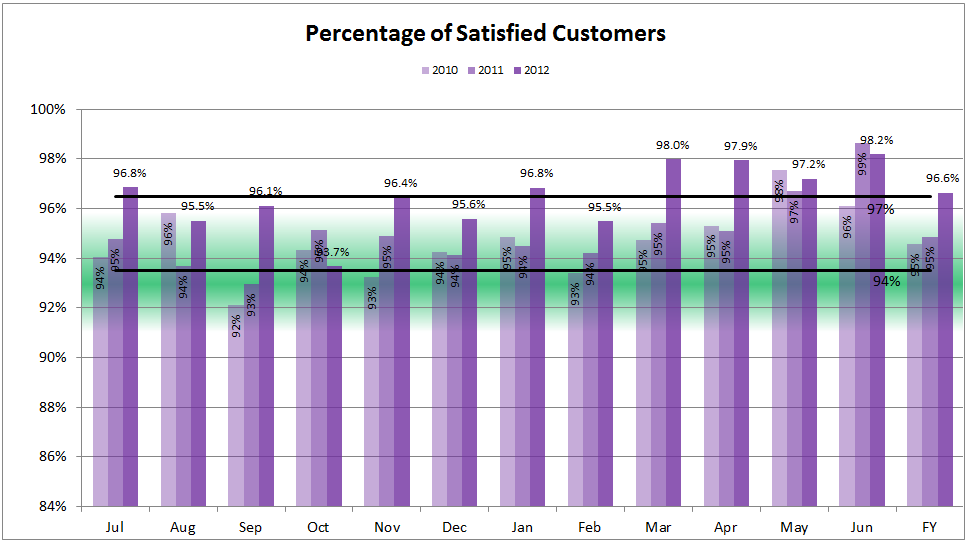 Percentage of Satisfied Customers
2010 2011 2012
100%
98%
96%
94%
92%
90%
88%
86%
84%
94% 95% 96.8%
96% 94% 95.5%
92% 93% 96.1%
94% 95% 93.7%
93% 95% 96.4%
94% 94% 95.6%
95% 94% 96.8%
93% 94% 95.5%
95% 95% 98.0%
95% 95% 97.9%
98% 97% 97.2%
96% 99% 98.2%
95% 95% 96.6%
97%
94%
Jul Aug Sep Oct Nov Dec Jan Feb Mar Apr May Jun FY